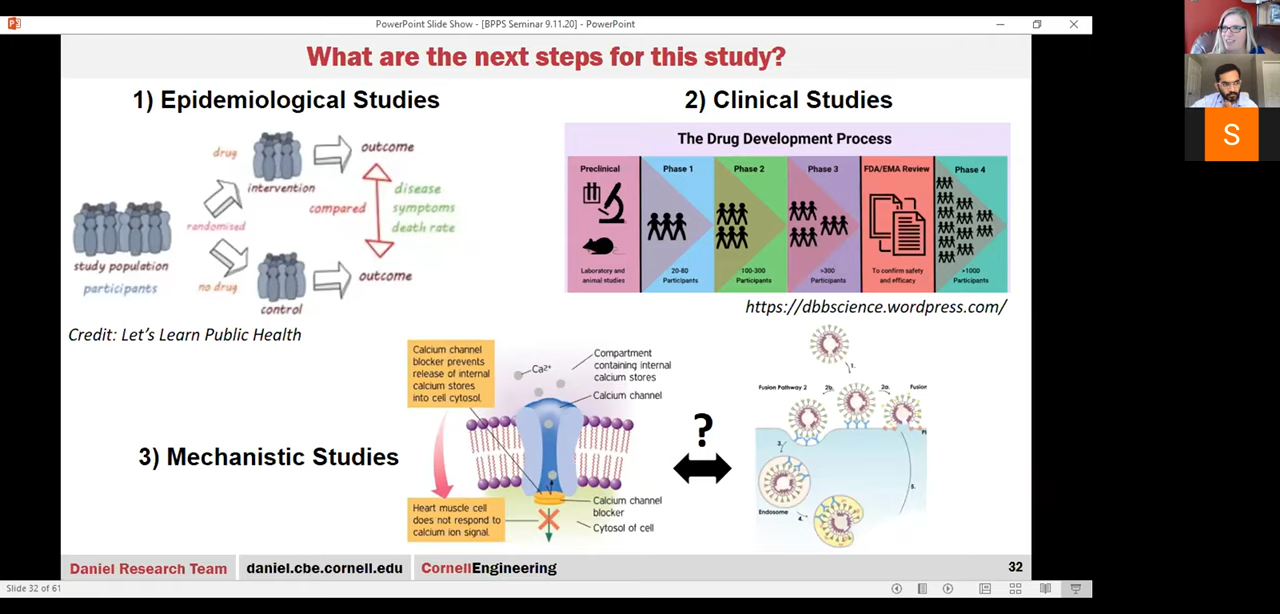 PowerPoint Slide Show - [BPPS Seminar 9.11.20] - PowerPoint
What are the next steps for this study?
1) Epidemiological Studies
drug
intervention
outcome
randomised
compared
disease
symptoms
death rate
study population
participants
no drug
control
outcome
Credit: Let's Learn Public Health
2) Clinical Studies
The Drug Development Process
Preclinical
Laboratory and
animal studies
Phase 1
20-80
Participants
Phase 2
100-300
Participants
Phase 3
>300
Participants
FDA/EMA Review
To confirm safety
and efficacy
Phase 4
>1000
Participants
https://dbbscience.wordpress.com/
3) Mechanistic Studies
Calcium channel
blocker prevents
release of internal
calcium stores
into cell cytosol.
Ca2+
Compartment
containing internal
calcium stores
Calcium channel
Heart muscle cell
does not respond to
calcium ion signal.
Calcium channel
blocker
Cytosol of cell
?
1.
Fusion Pathway 2
2b.
2a.
Fusion
3.
Endosome
4.
5.
Daniel Research Team
daniel.cbe.cornell.edu
CornellEngineering
32
Slide 32 of 61
S